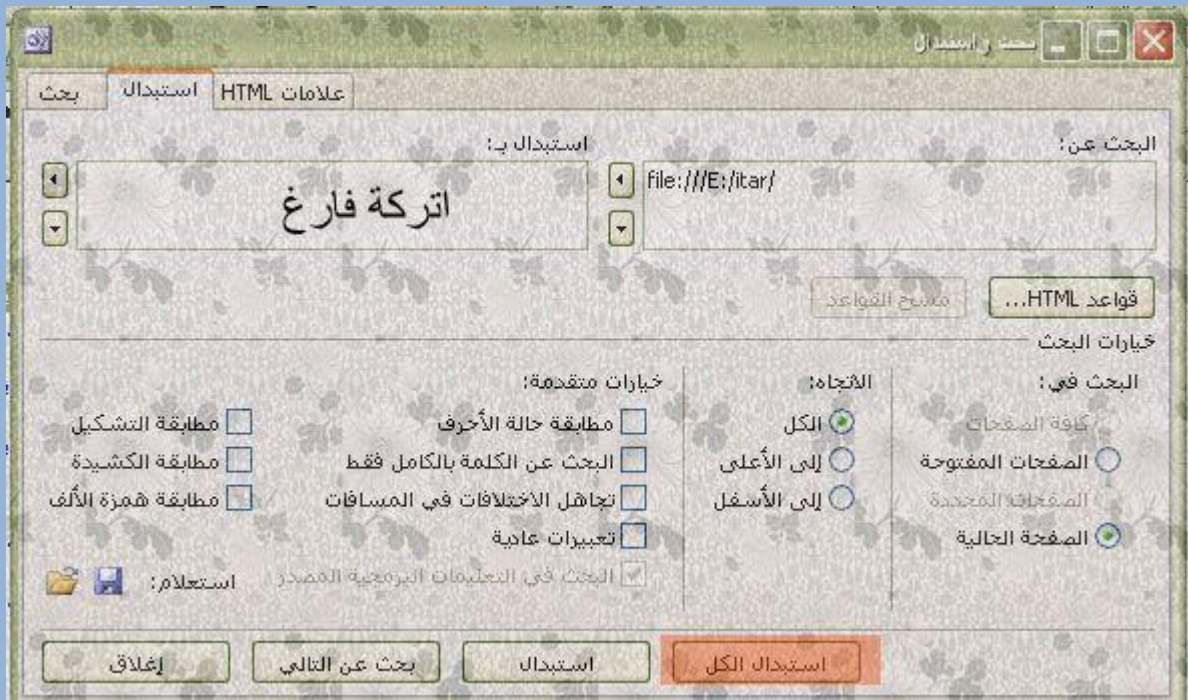 بحث واستبدال
بحث
استبدال
علامات HTML
البحث عن:
file:///E:/itar/
استبدال بـ:
اتركة فارغ
قواعد HTML...
مسح القواعد
خيارات البحث
البحث في:
كافة الصفحات
الصفحات المفتوحة
الصفحات المحددة
الصفحة الحالية
الاتجاه:
الكل
إلى الأعلى
إلى الأسفل
خيارات متقدمة:
مطابقة حالة الأحرف
البحث عن الكلمة بالكامل فقط
تجاهل الاختلافات في المسافات
تعبيرات عادية
البحث في التعليمات البرمجية المصدر
مطابقة التشكيل
مطابقة الكشيدة
مطابقة همزة الألف
استعلام:
استبدال الكل
استبدال
بحث عن التالي
إغلاق